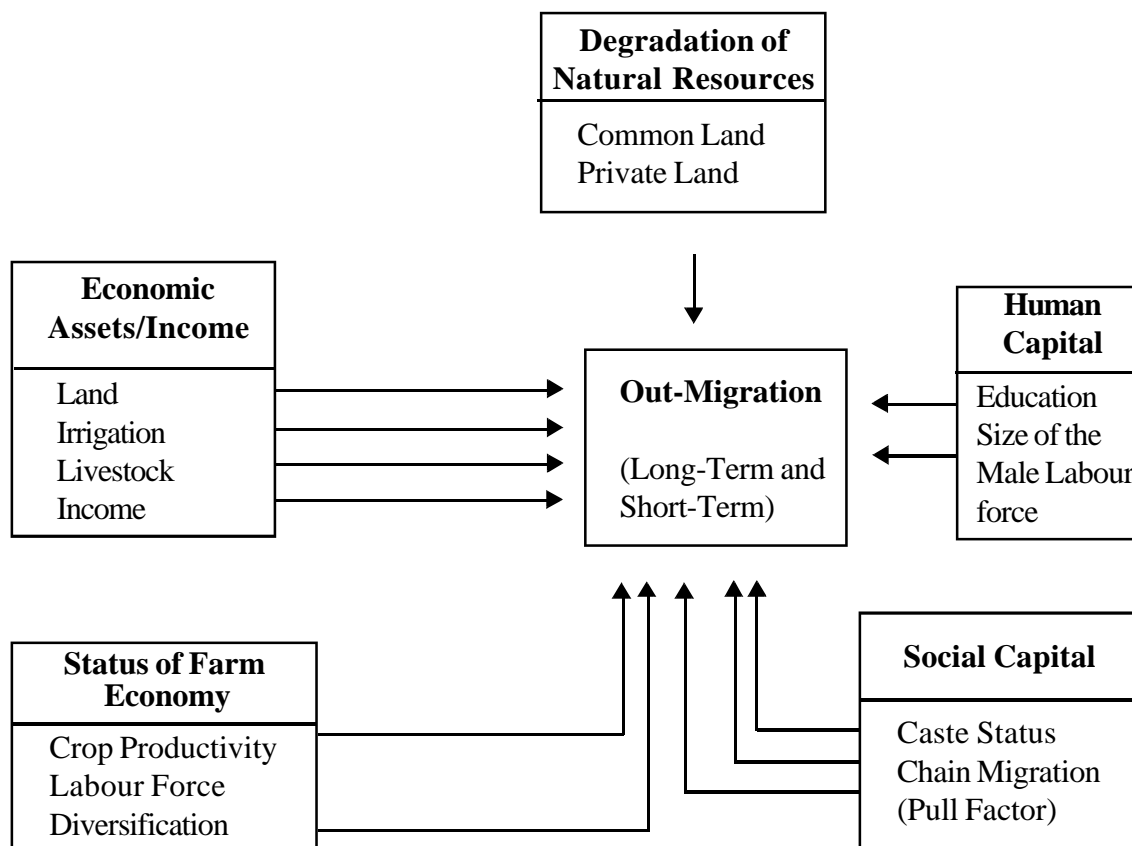 Degradation of
Natural Resources
Common Land
Private Land
Economic
Assets/Income
Land
Irrigation
Livestock
Income
Out-Migration
(Long-Term and
Short-Term)
Human
Capital
Education
Size of the
Male Labour
force
Status of Farm
Economy
Crop Productivity
Labour Force
Diversification
Social Capital
Caste Status
Chain Migration
(Pull Factor)